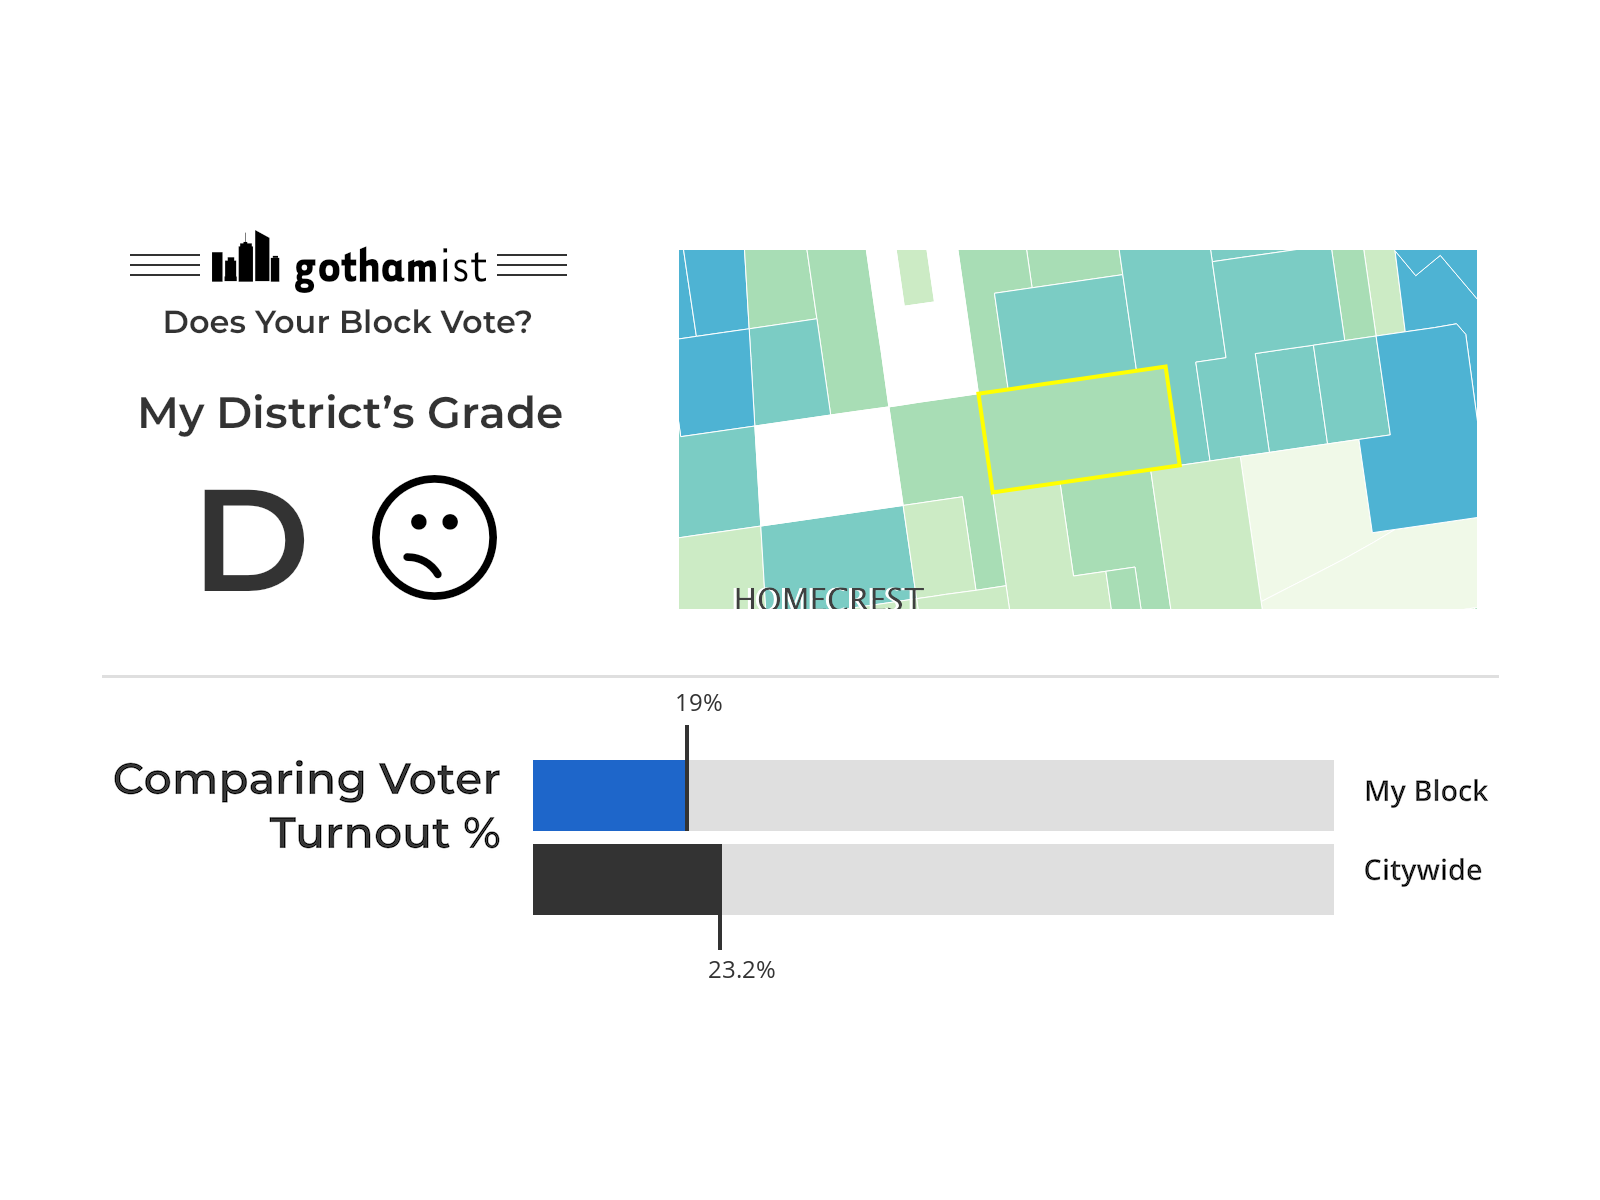 gothamist
Does Your Block Vote?
My District’s Grade
D
HOMECREST
19%
Comparing Voter
Turnout %
My Block
Citywide
23.2%